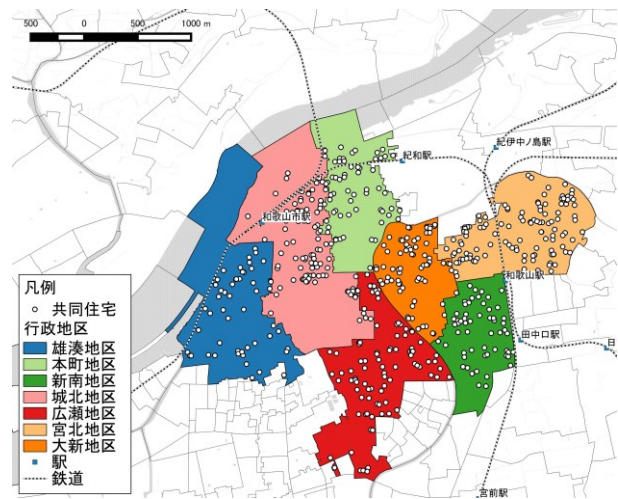 500 0 500 1000 m
紀和駅
紀伊中ノ島駅
和歌山市駅
和歌山駅
田中口駅
日
宮前駅
凡例
共同住宅
行政地区
雄湊地区
本町地区
新南地区
城北地区
広瀬地区
宮北地区
大新地区
駅
鉄道